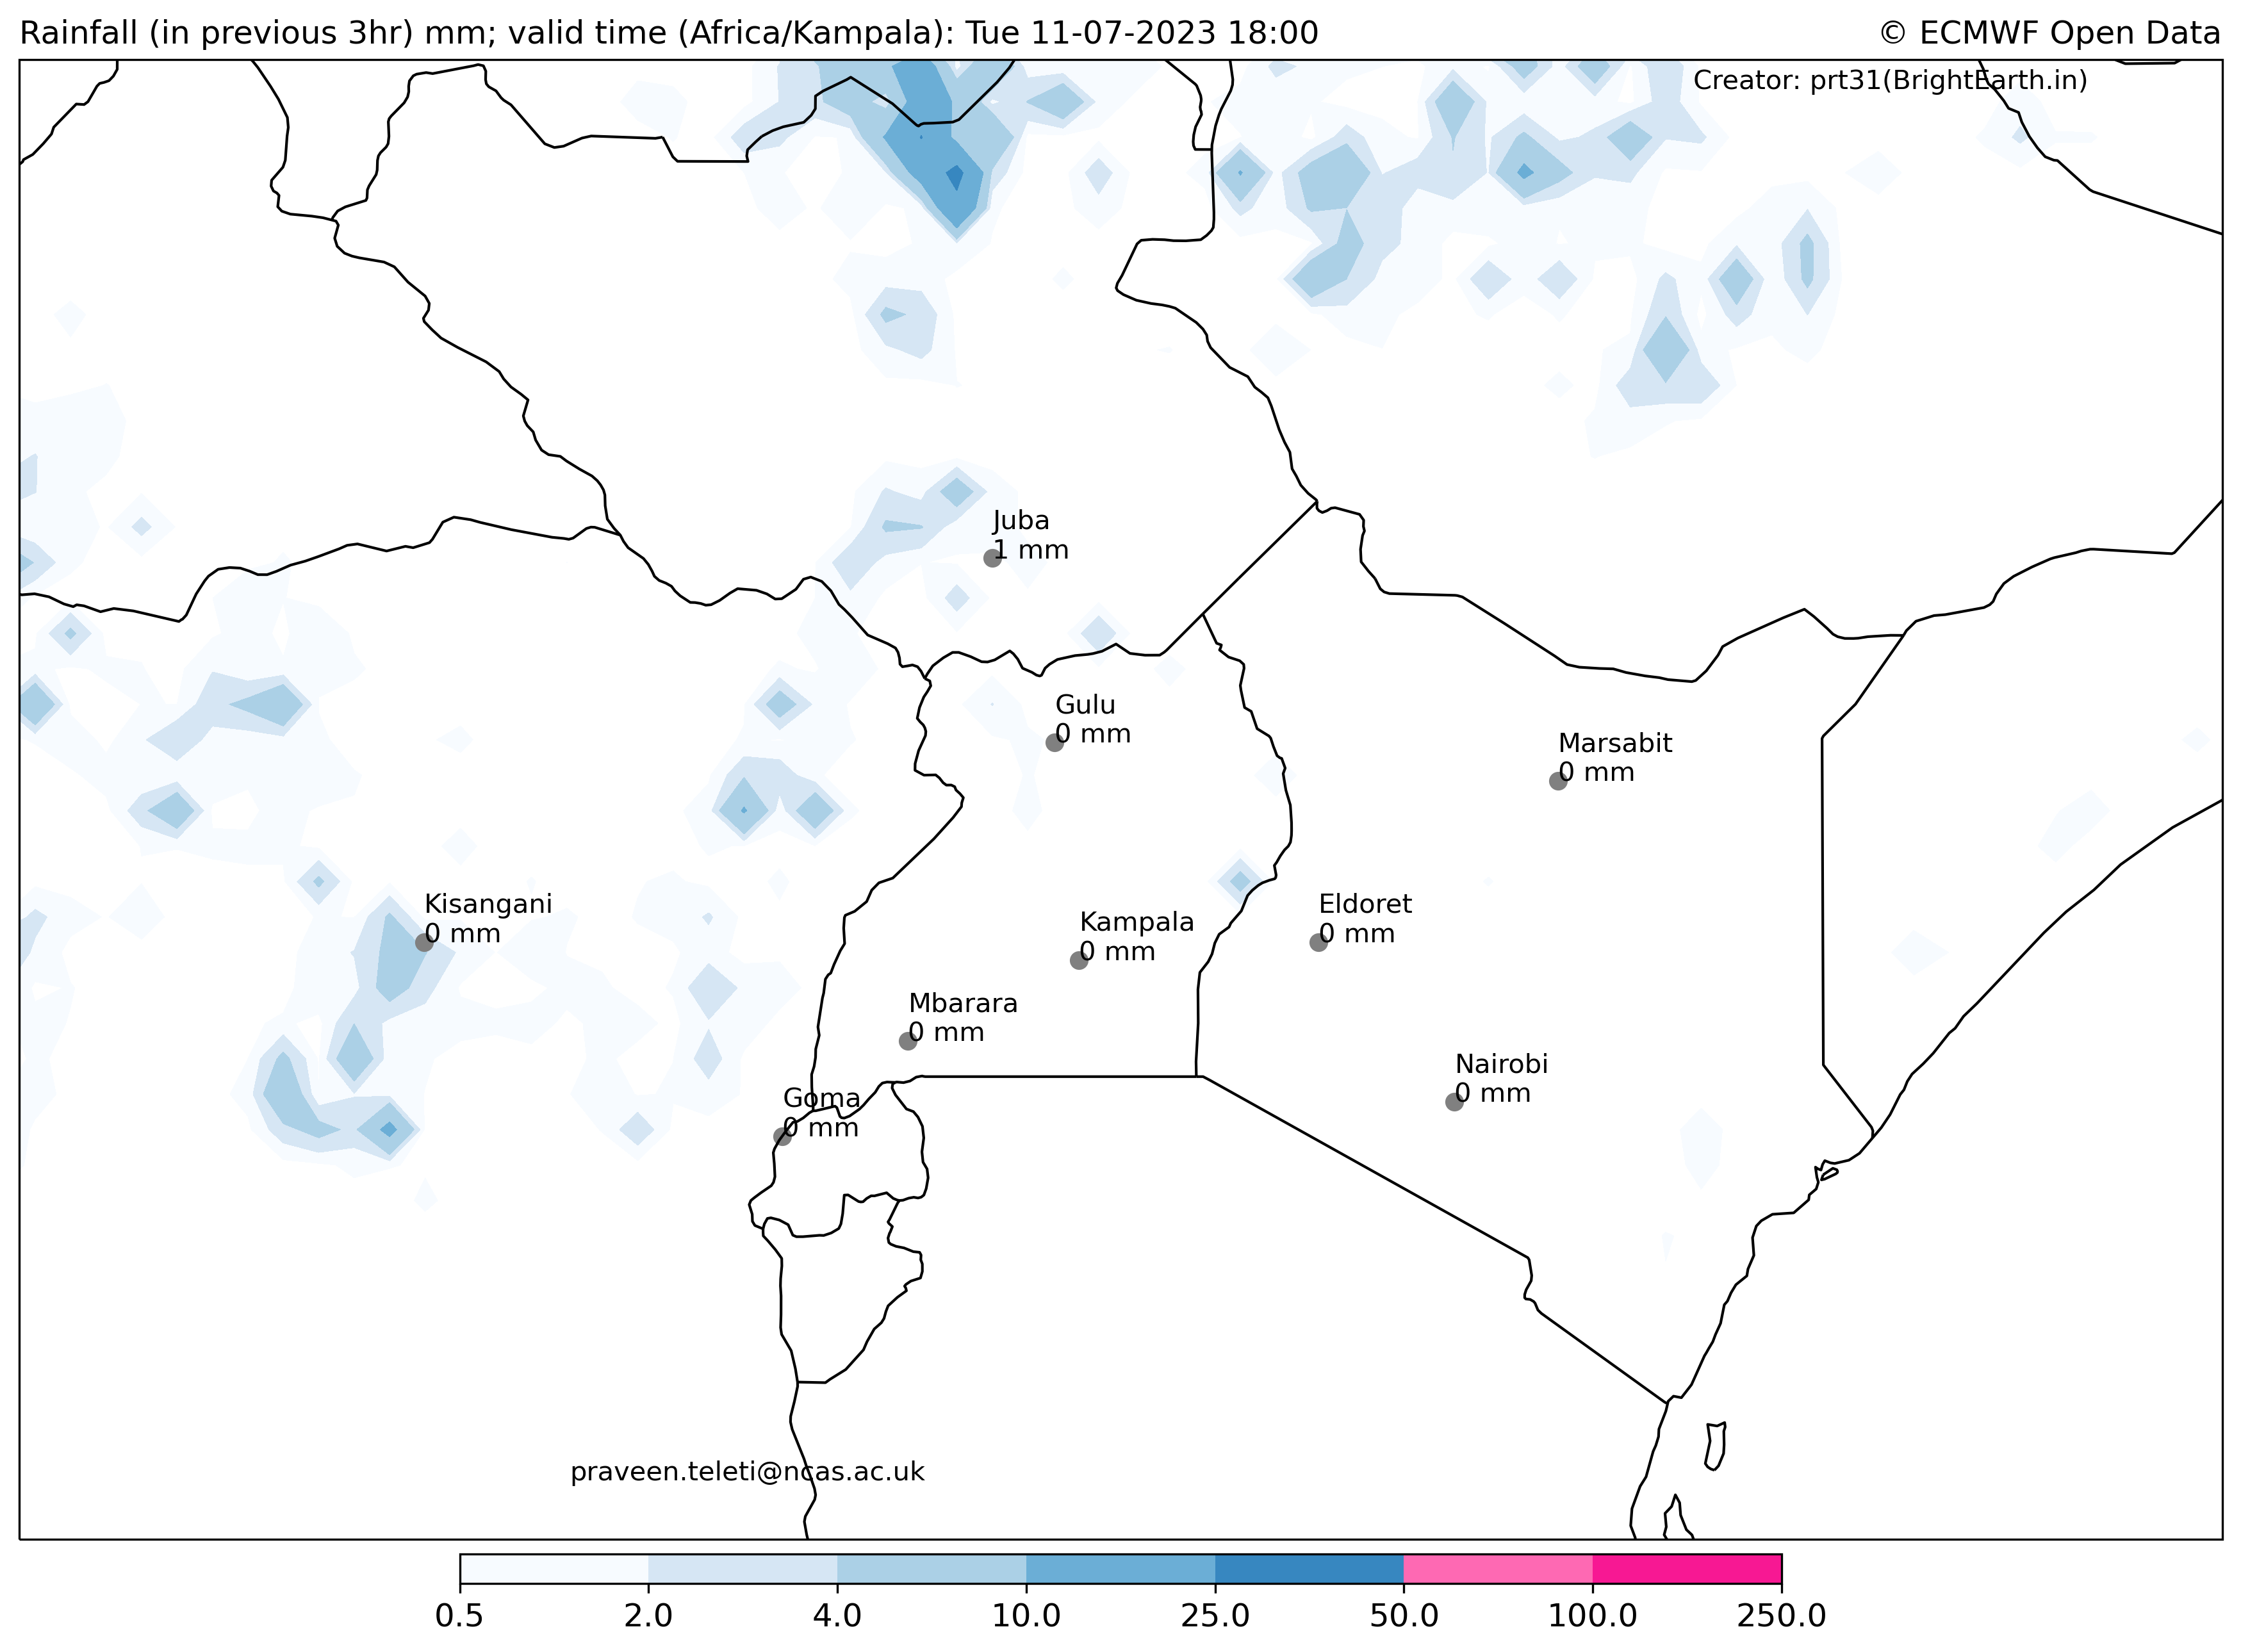 Rainfall (in previous 3hr) mm; valid time (Africa/Kampala): Tue 11-07-2023 18:00
© ECMWF Open Data
Creator: prt31(BrightEarth.in)
Juba
1 mm
Gulu
0 mm
Marsabit
0 mm
Kisangani
0 mm
Eldoret
0 mm
Kampala
0 mm
Mbarara
0 mm
Nairobi
0 mm
Goma
0 mm
praveen.teleti@ncas.ac.uk
0.5 2.0 4.0 10.0 25.0 50.0 100.0 250.0